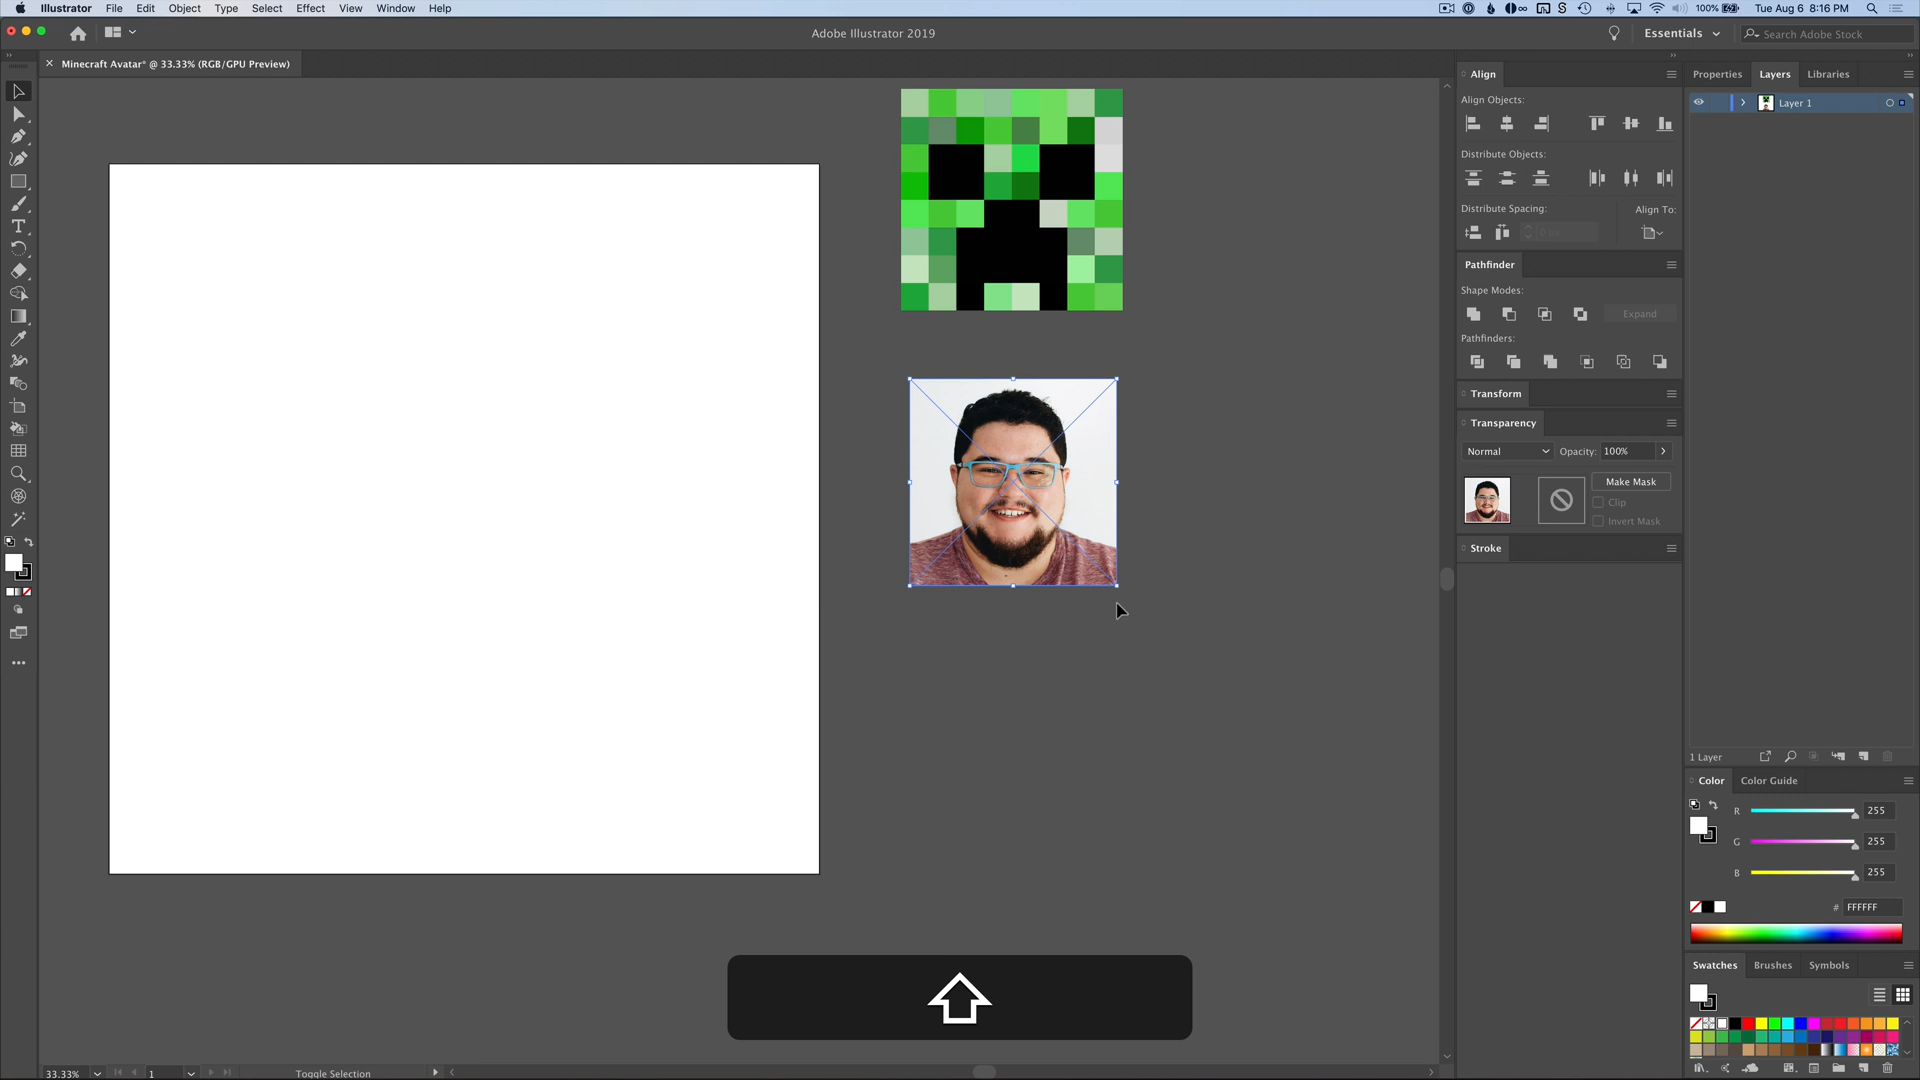 Illustrator File Edit Object Type Select Effect View Window Help
100% Tue Aug 6 8:16 PM
Adobe Illustrator 2019
Essentials
Search Adobe Stock
Minecraft Avatar* @ 33.33% (RGB/GPU Preview)
Align
Align Objects:
Distribute Objects:
Distribute Spacing:
Align To:
0 px
Pathfinder
Shape Modes:
Expand
Pathfinders:
Transform
Transparency
Normal
Opacity: 100%
Make Mask
Clip
Invert Mask
Stroke
Properties Layers Libraries
Layer 1
1 Layer
Color Color Guide
R 255
G 255
B 255
# FFFFFF
Swatches Brushes Symbols
33.33% 1 Toggle Selection